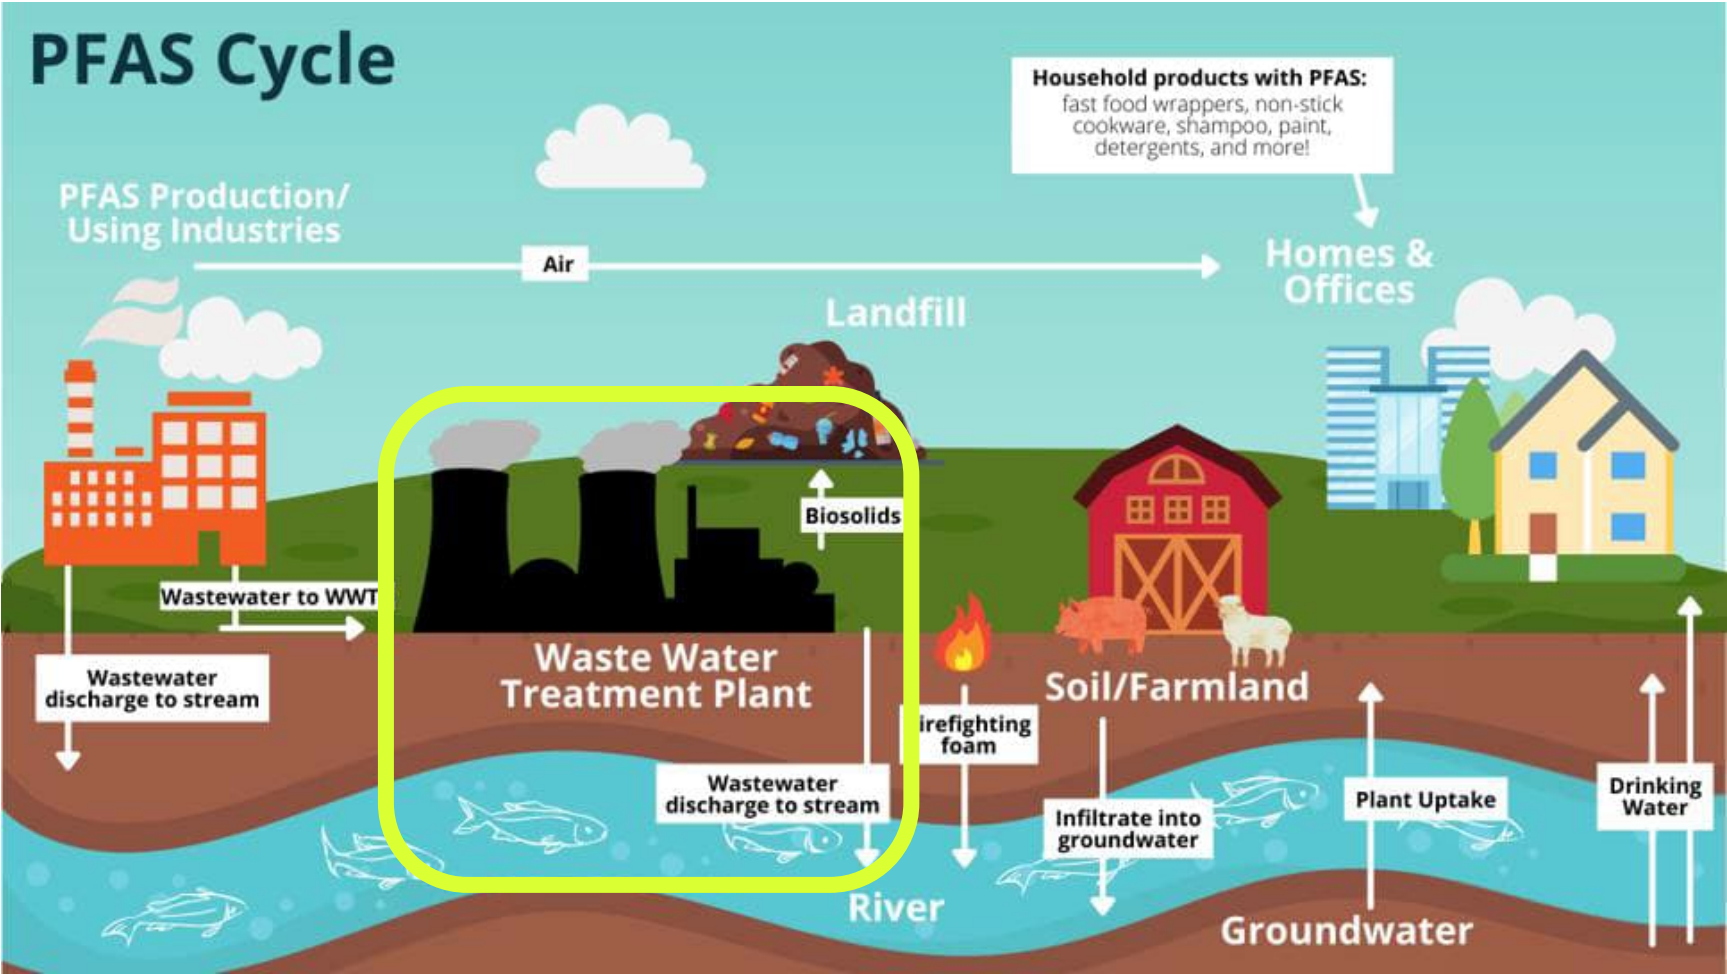 PFAS Cycle
Household products with PFAS:
fast food wrappers, non-stick
cookware, shampoo, paint,
detergents, and more!
PFAS Production/
Using Industries
Air
Homes &
Offices
Landfill
Biosolids
Wastewater to WWT
Waste Water
Treatment Plant
Wastewater
discharge to stream
irefighting
foam
Soil/Farmland
Wastewater
discharge to stream
Infiltrate into
groundwater
Plant Uptake
Drinking
Water
River
Groundwater